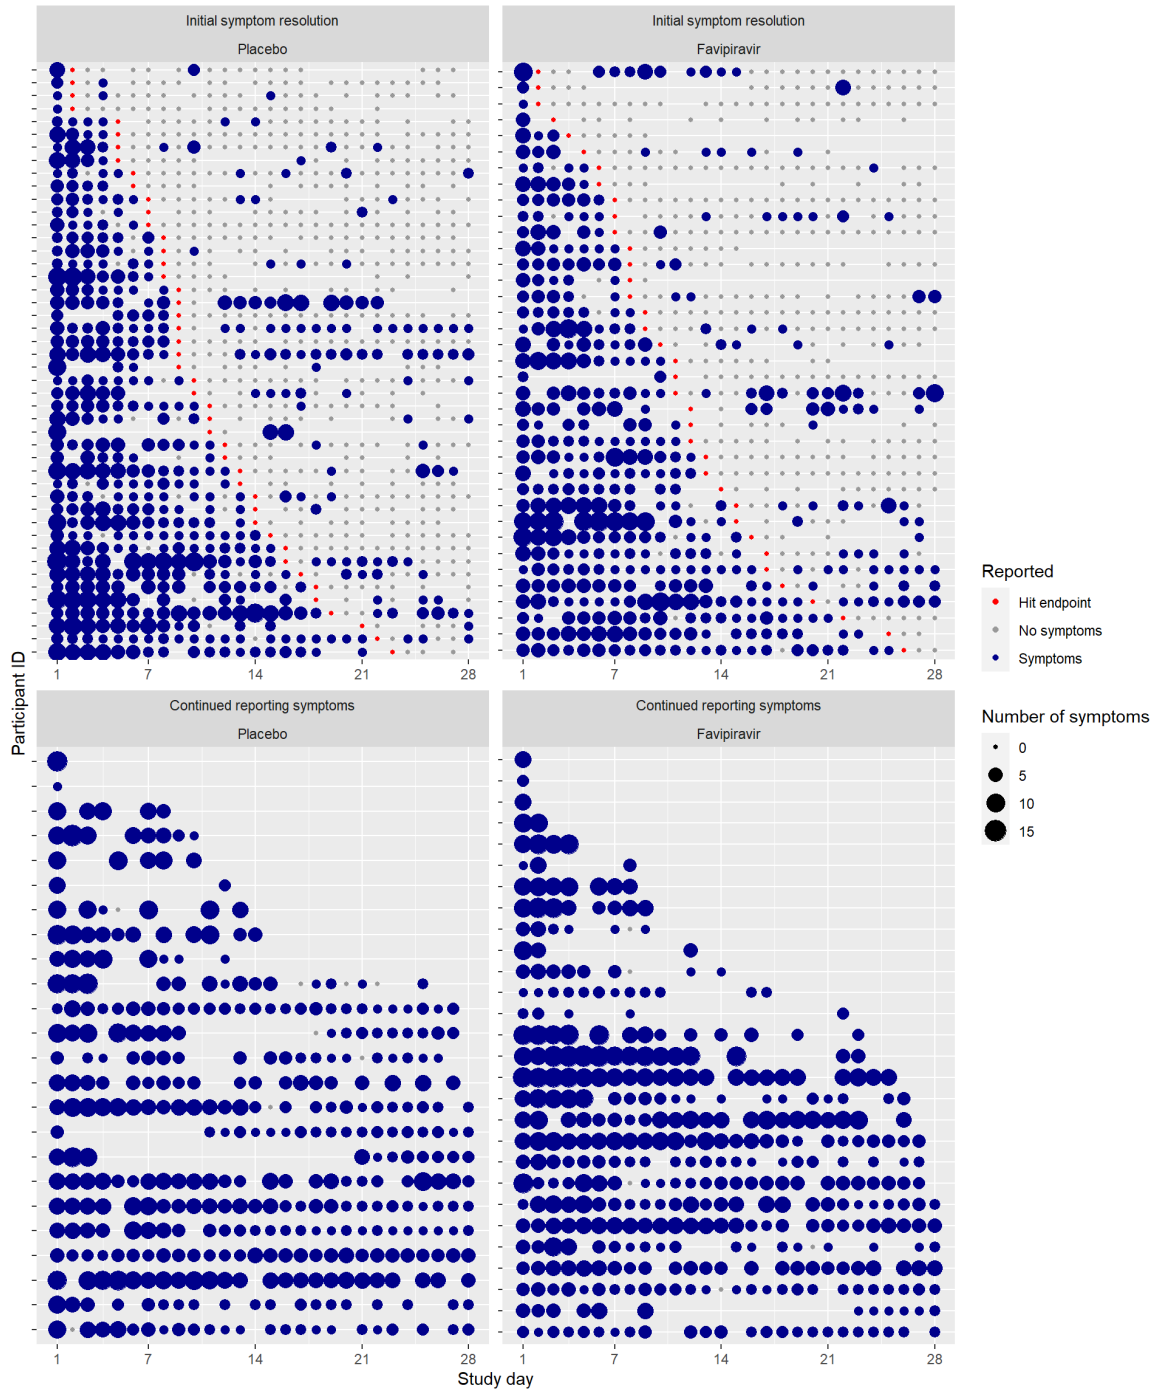 Initial symptom resolution
Placebo
Initial symptom resolution
Favipiravir
1 7 14 21 28
1 7 14 21 28
Participant ID
Continued reporting symptoms
Placebo
Continued reporting symptoms
Favipiravir
1 7 14 21 28
1 7 14 21 28
Study day
Reported
Hit endpoint
No symptoms
Symptoms
Number of symptoms
0
5
10
15